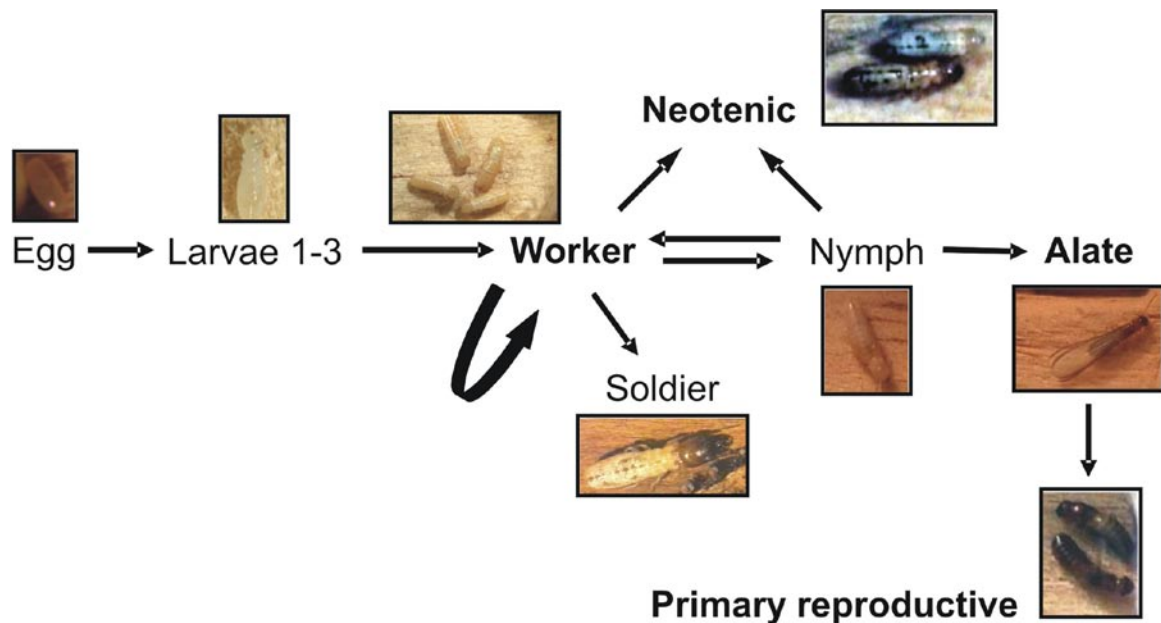 Neotenic
Egg
Larvae 1-3
Worker
Nymph
Alate
Soldier
Primary reproductive